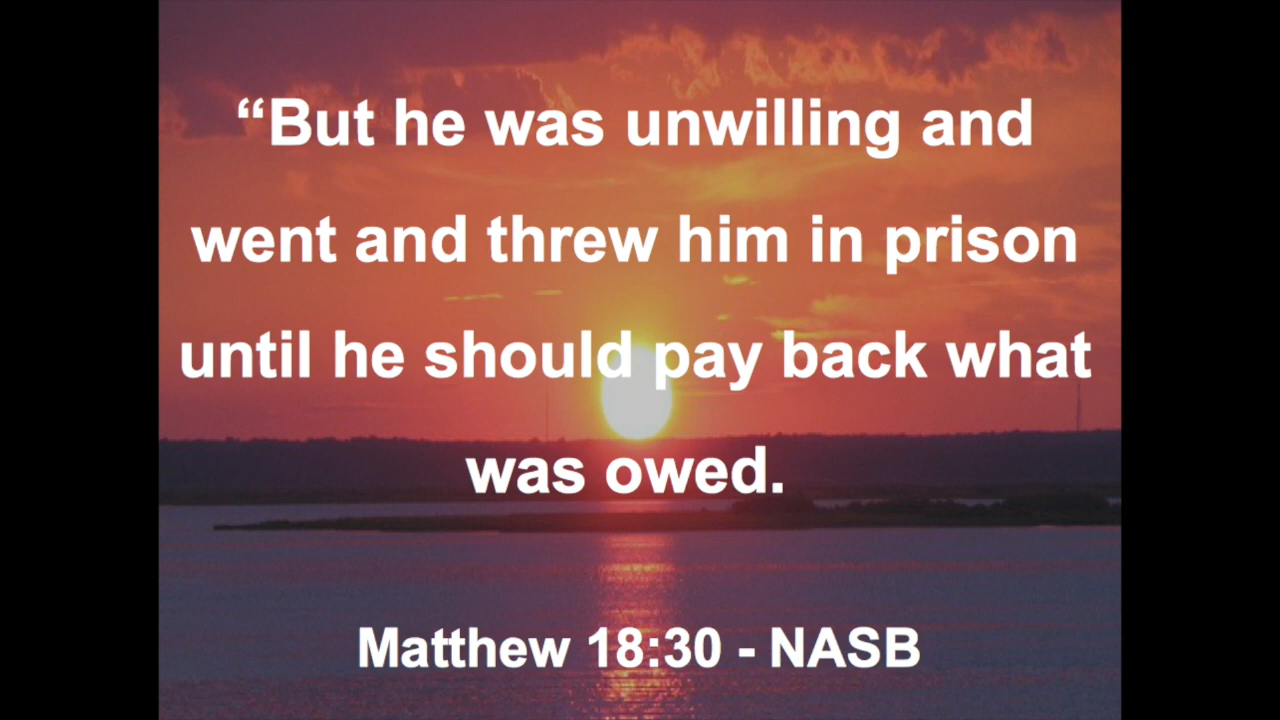 “But he was unwilling and
went and threw him in prison
until he should pay back what
was owed.
Matthew 18:30 - NASB